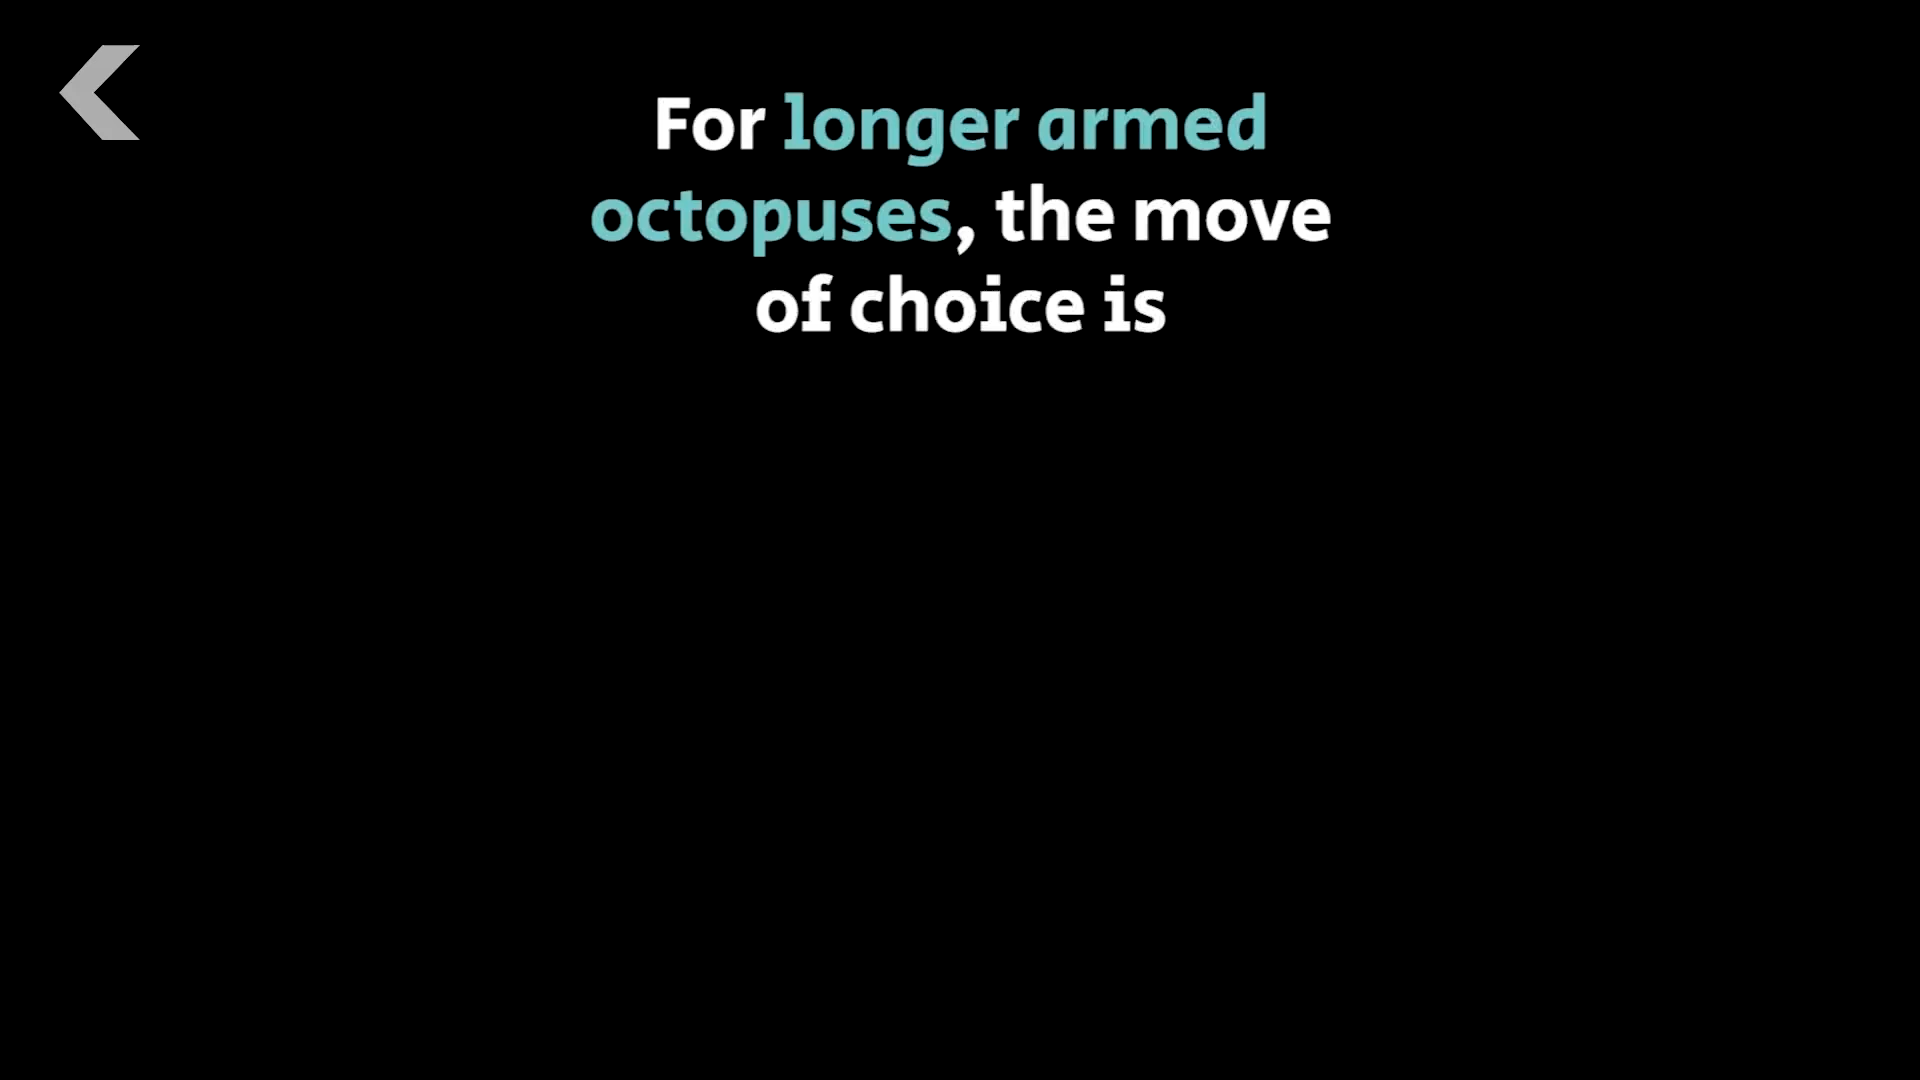 For longer armed
octopuses, the move
of choice is